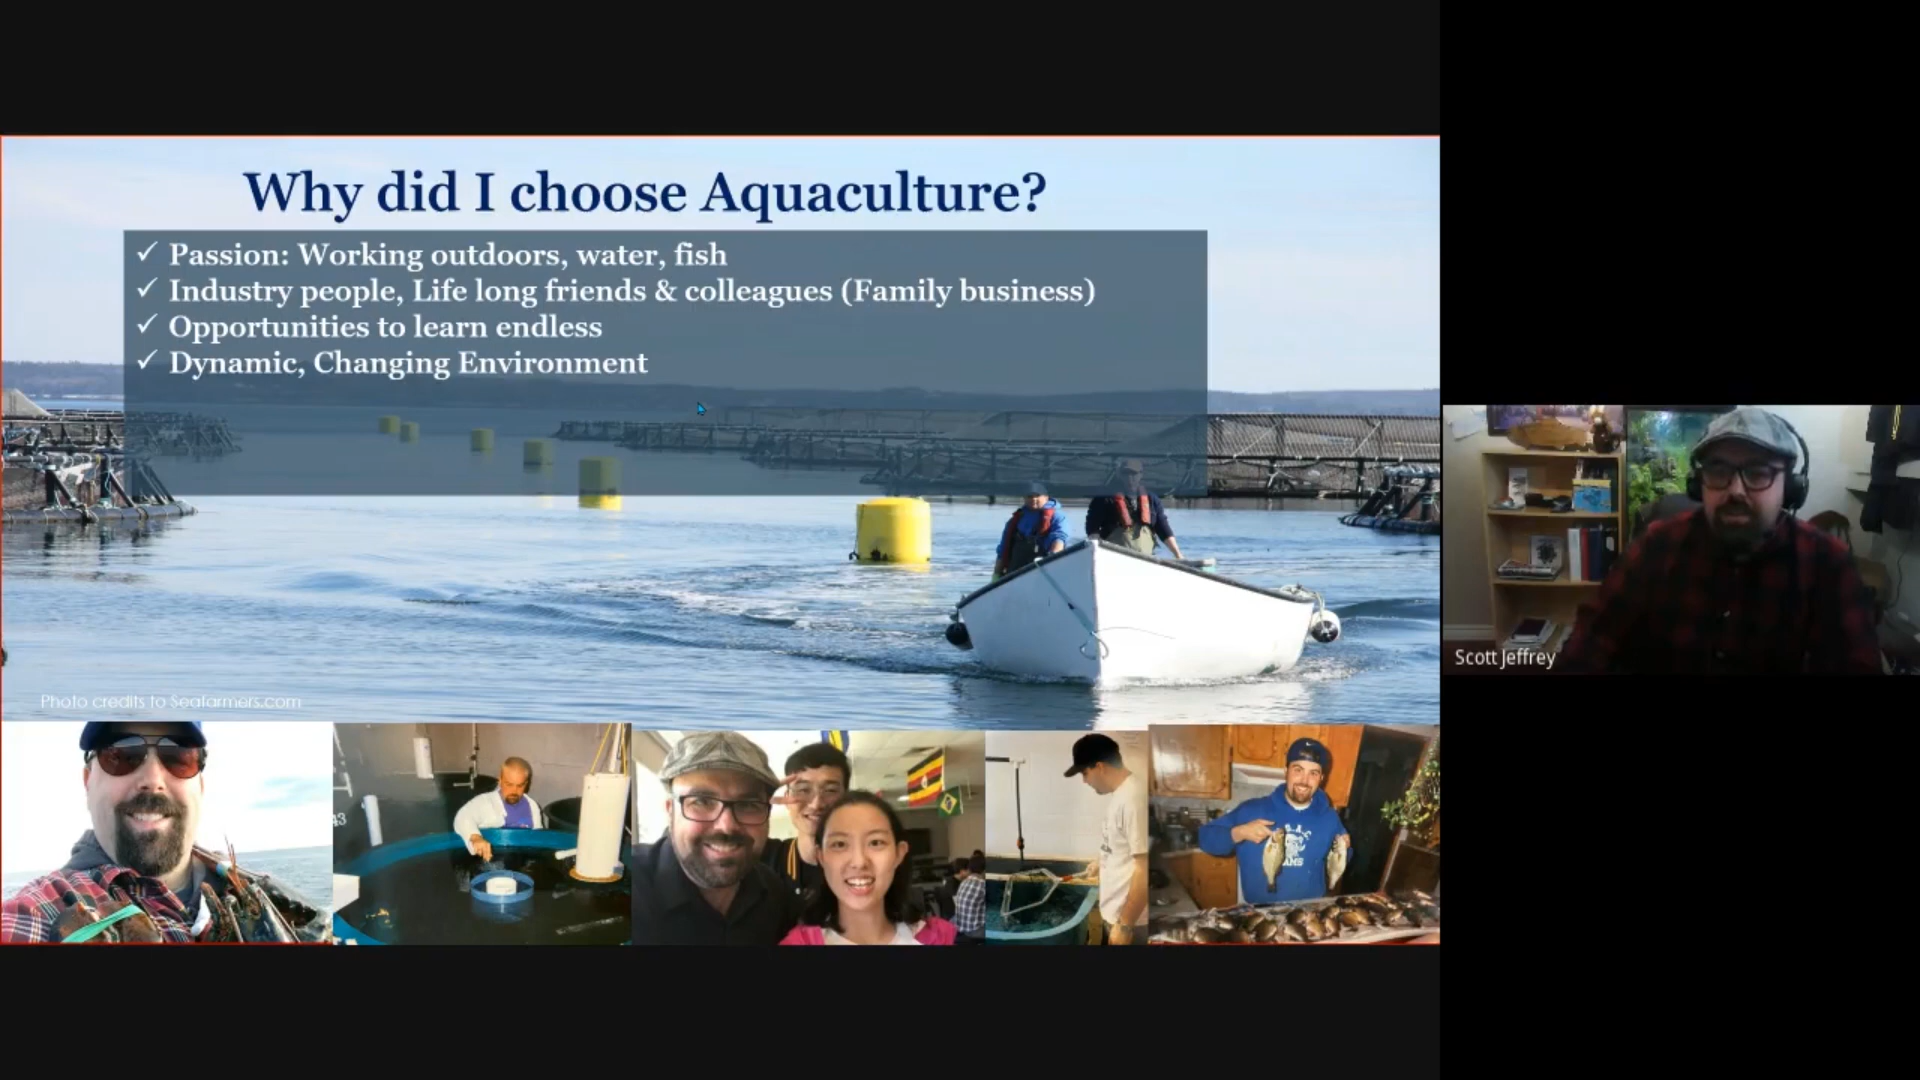 Why did I choose Aquaculture?
✓ Passion: Working outdoors, water, fish
✓ Industry people, Life long friends & colleagues (Family business)
✓ Opportunities to learn endless
✓ Dynamic, Changing Environment
Scott Jeffrey
Photo credits to Seafarmers.com
43